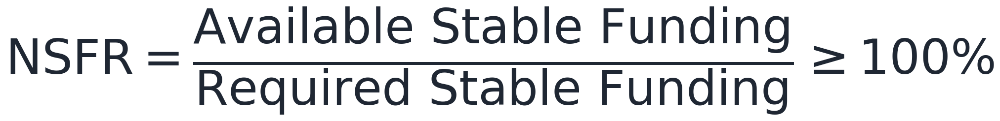 NSFR = Available Stable Funding / Required Stable Funding ≥ 100%